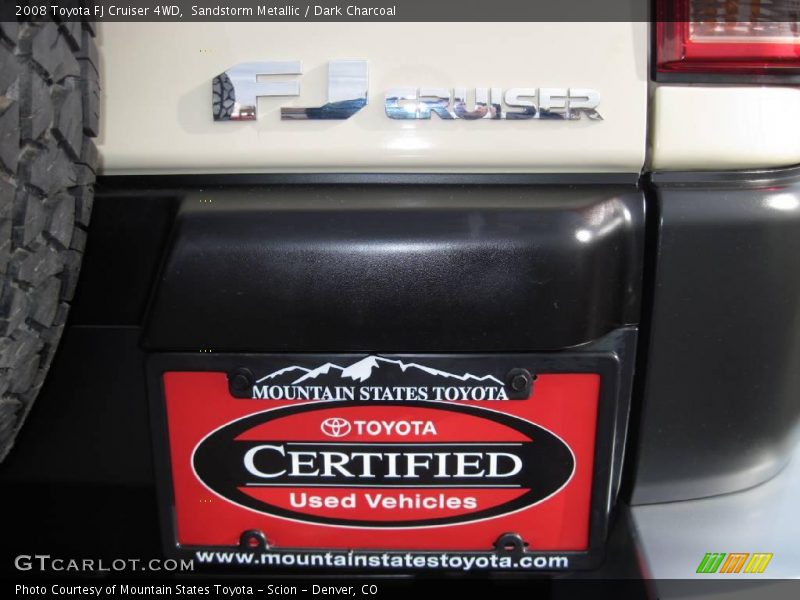 2008 Toyota FJ Cruiser 4WD,  Sandstorm Metallic / Dark Charcoal
FJ CRUISER
MOUNTAIN STATES TOYOTA
TOYOTA
CERTIFIED
Used Vehicles
www.mountainstatestoyota.com
GTCARLOT.COM
Photo Courtesy of Mountain States Toyota - Scion - Denver, CO